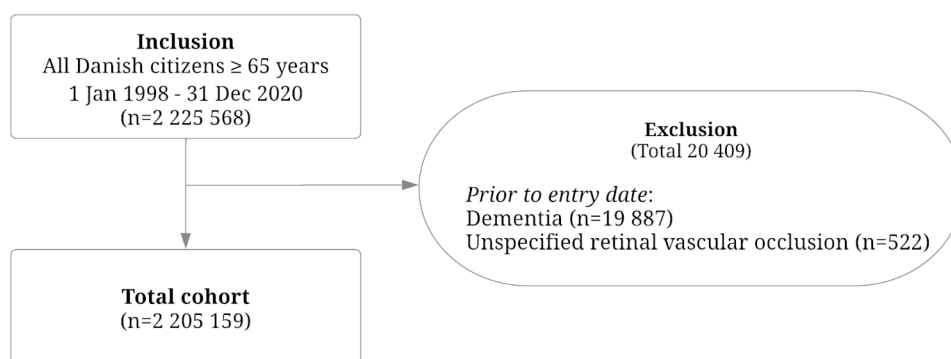 Inclusion
All Danish citizens ≥ 65 years
1 Jan 1998 - 31 Dec 2020
(n=2 225 568)
Exclusion
(Total 20 409)
Prior to entry date:
Dementia (n=19 887)
Unspecified retinal vascular occlusion (n=522)
Total cohort
(n=2 205 159)